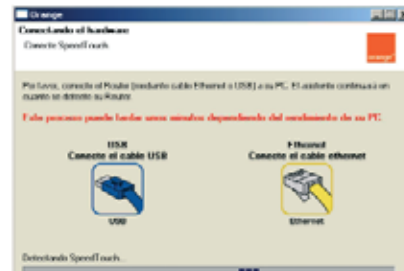 Orange
Conectando el hardware
Conecte SpeedTouch
orange
Por favor, conecte el Router (mediante cable Ethernet o USB) a su PC. El asistente continuará en
cuanto se detecte su Router.
Este proceso puede tardar unos minutos dependiendo del rendimiento de su PC.
USB
Conecte el cable USB
USB
Ethernet
Conecte el cable ethernet
Ethernet
Detectando SpeedTouch...